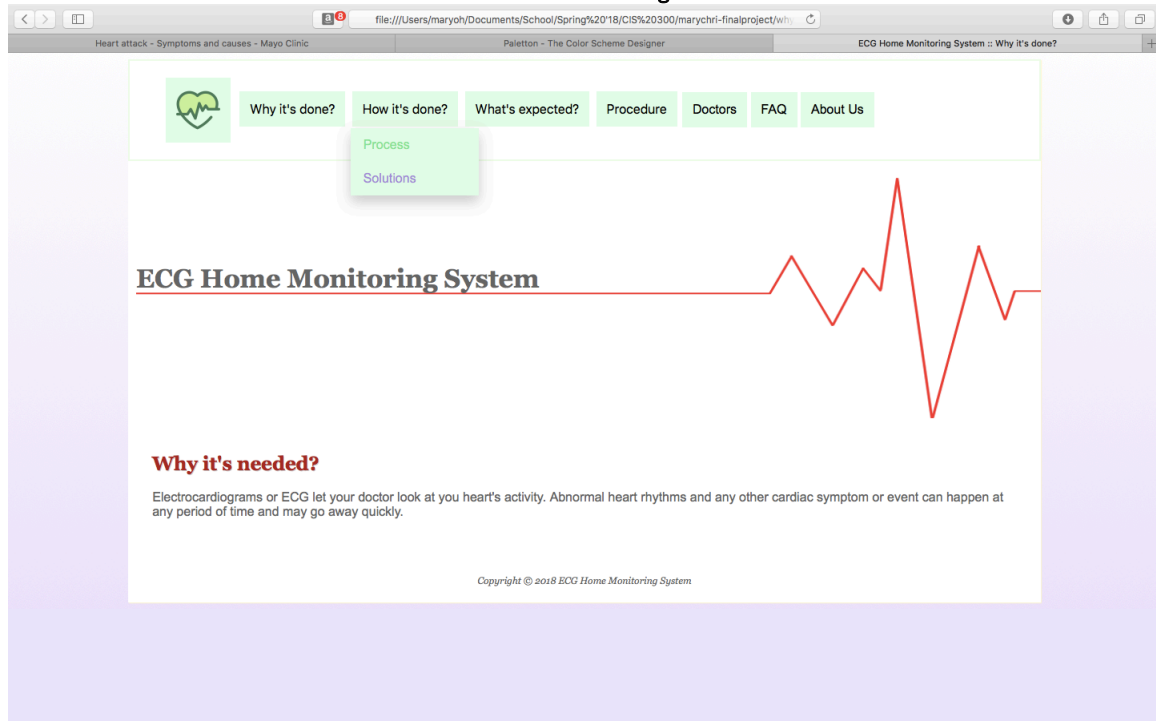 a 8 file:///Users/maryoh/Documents/School/Spring%20'18/CIS%20300/marychri-finalproject/why
Heart attack - Symptoms and causes - Mayo Clinic Paletton - The Color Scheme Designer ECG Home Monitoring System :: Why it's done?
Why it's done? How it's done? What's expected? Procedure Doctors FAQ About Us
Process
Solutions
ECG Home Monitoring System
Why it's needed?
Electrocardiograms or ECG let your doctor look at you heart's activity. Abnormal heart rhythms and any other cardiac symptom or event can happen at
any period of time and may go away quickly.
Copyright © 2018 ECG Home Monitoring System